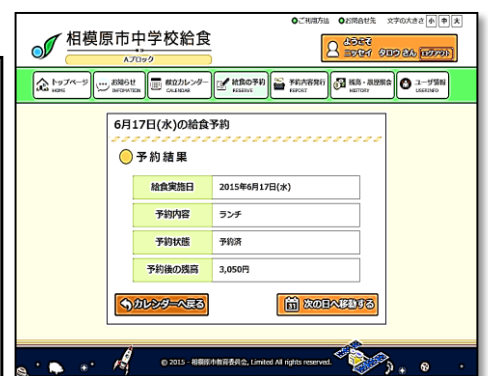 ご利用方法 お問合せ先 文字の大きさ 小 中 大
相模原市中学校給食
Aブロック
ようこそ
ニッセイ タロウ さん ログアウト
トップページ お知らせ 献立カレンダー 給食の予約 予約内容発行 残高・履歴照会 ユーザ情報
HOME INFOMATION CALENDAR RESERVE REPORT HISTORY USERINFO
6月17日(水)の給食予約
予約結果
給食実施日 2015年6月17日(水)
予約内容 ランチ
予約状態 予約済
予約後の残高 3,050円
カレンダーへ戻る 次の日へ移動する
© 2015 - 相模原市教育委員会, Limited All rights reserved.